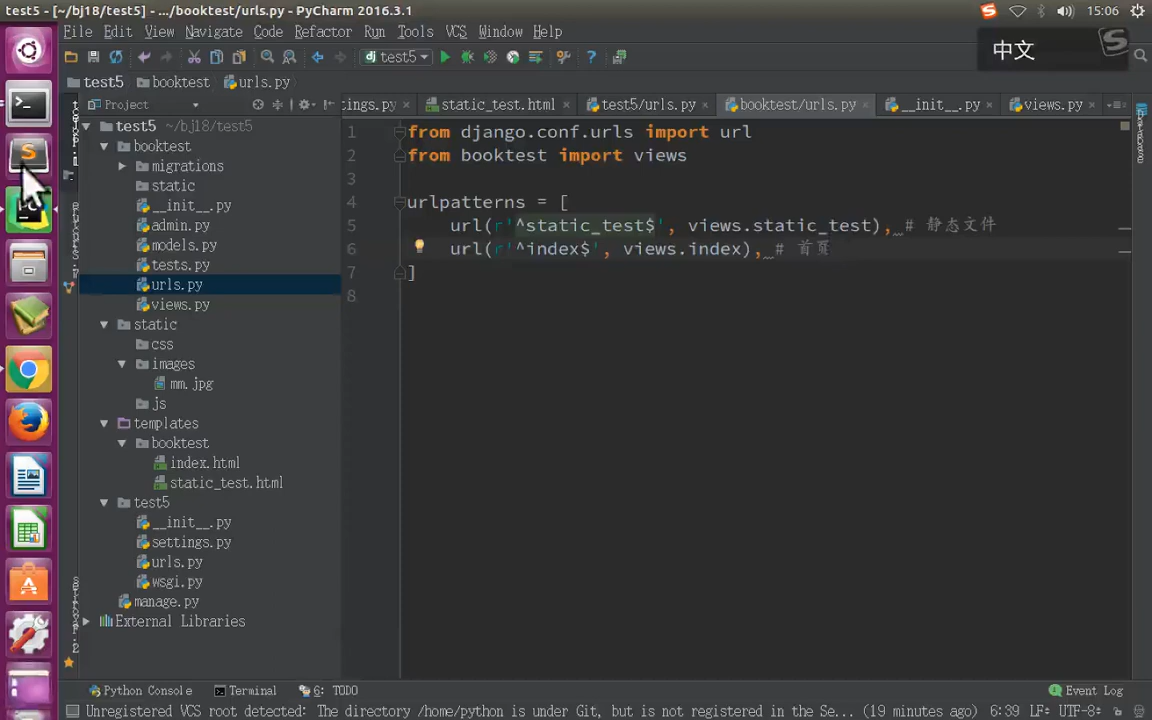 test5 - [~/bj18/test5] - .../booktest/urls.py - PyCharm 2016.3.1
15:06
File Edit View Navigate Code Refactor Run Tools VCS Window Help
中文
test5
test5 booktest urls.py
Project
tings.py × static_test.html × test5/urls.py × booktest/urls.py × __init__.py × views.py ×
test5 ~/bj18/test5
booktest
migrations
static
__init__.py
admin.py
models.py
tests.py
urls.py
views.py
static
css
images
mm.jpg
js
templates
booktest
index.html
static_test.html
test5
__init__.py
settings.py
urls.py
wsgi.py
manage.py
External Libraries
1 from django.conf.urls import url
2 from booktest import views
3
4 urlpatterns = [
5 url(r'^static_test$', views.static_test), # 静态文件
6 url(r'^index$', views.index), # 首页
7 ]
8
Python Console Terminal 6: TODO Event Log
Unregistered VCS root detected: The directory /home/python is under Git, but is not registered in the Se... (19 minutes ago) 6:39 LF÷ UTF-8÷